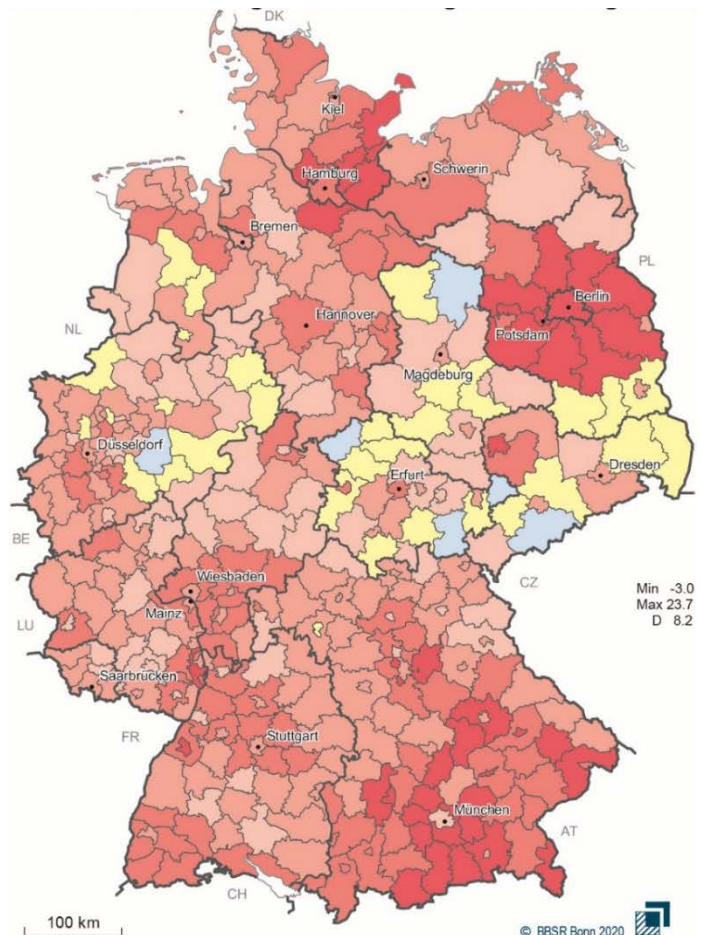 DK
Kiel
Hamburg
Schwerin
Bremen
PL
Berlin
Hannover
Potsdam
NL
Magdeburg
Düsseldorf
Dresden
Erfurt
BE
CZ
Wiesbaden
Min -3.0
Mainz
Max 23.7
LU
D 8.2
Saarbrücken
FR
Stuttgart
München
AT
CH
100 km
© BBSR Bonn 2020